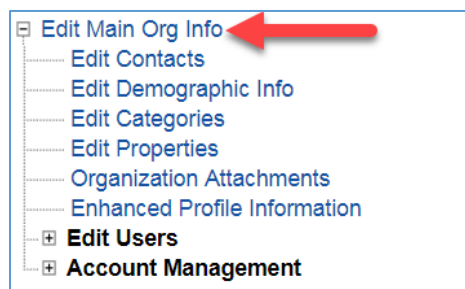 Edit Main Org Info
Edit Contacts
Edit Demographic Info
Edit Categories
Edit Properties
Organization Attachments
Enhanced Profile Information
Edit Users
Account Management